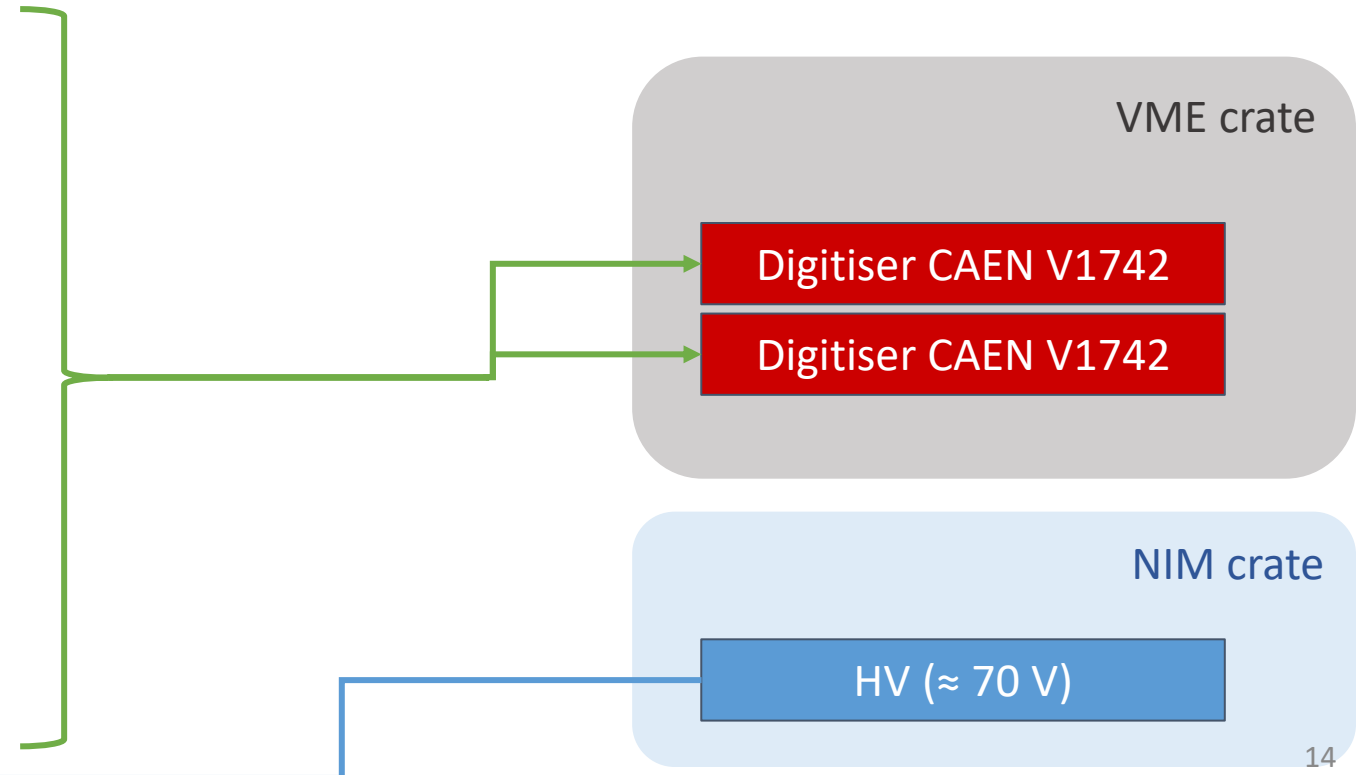 VME crate
Digitiser CAEN V1742
Digitiser CAEN V1742
NIM crate
HV (≈ 70 V)
14